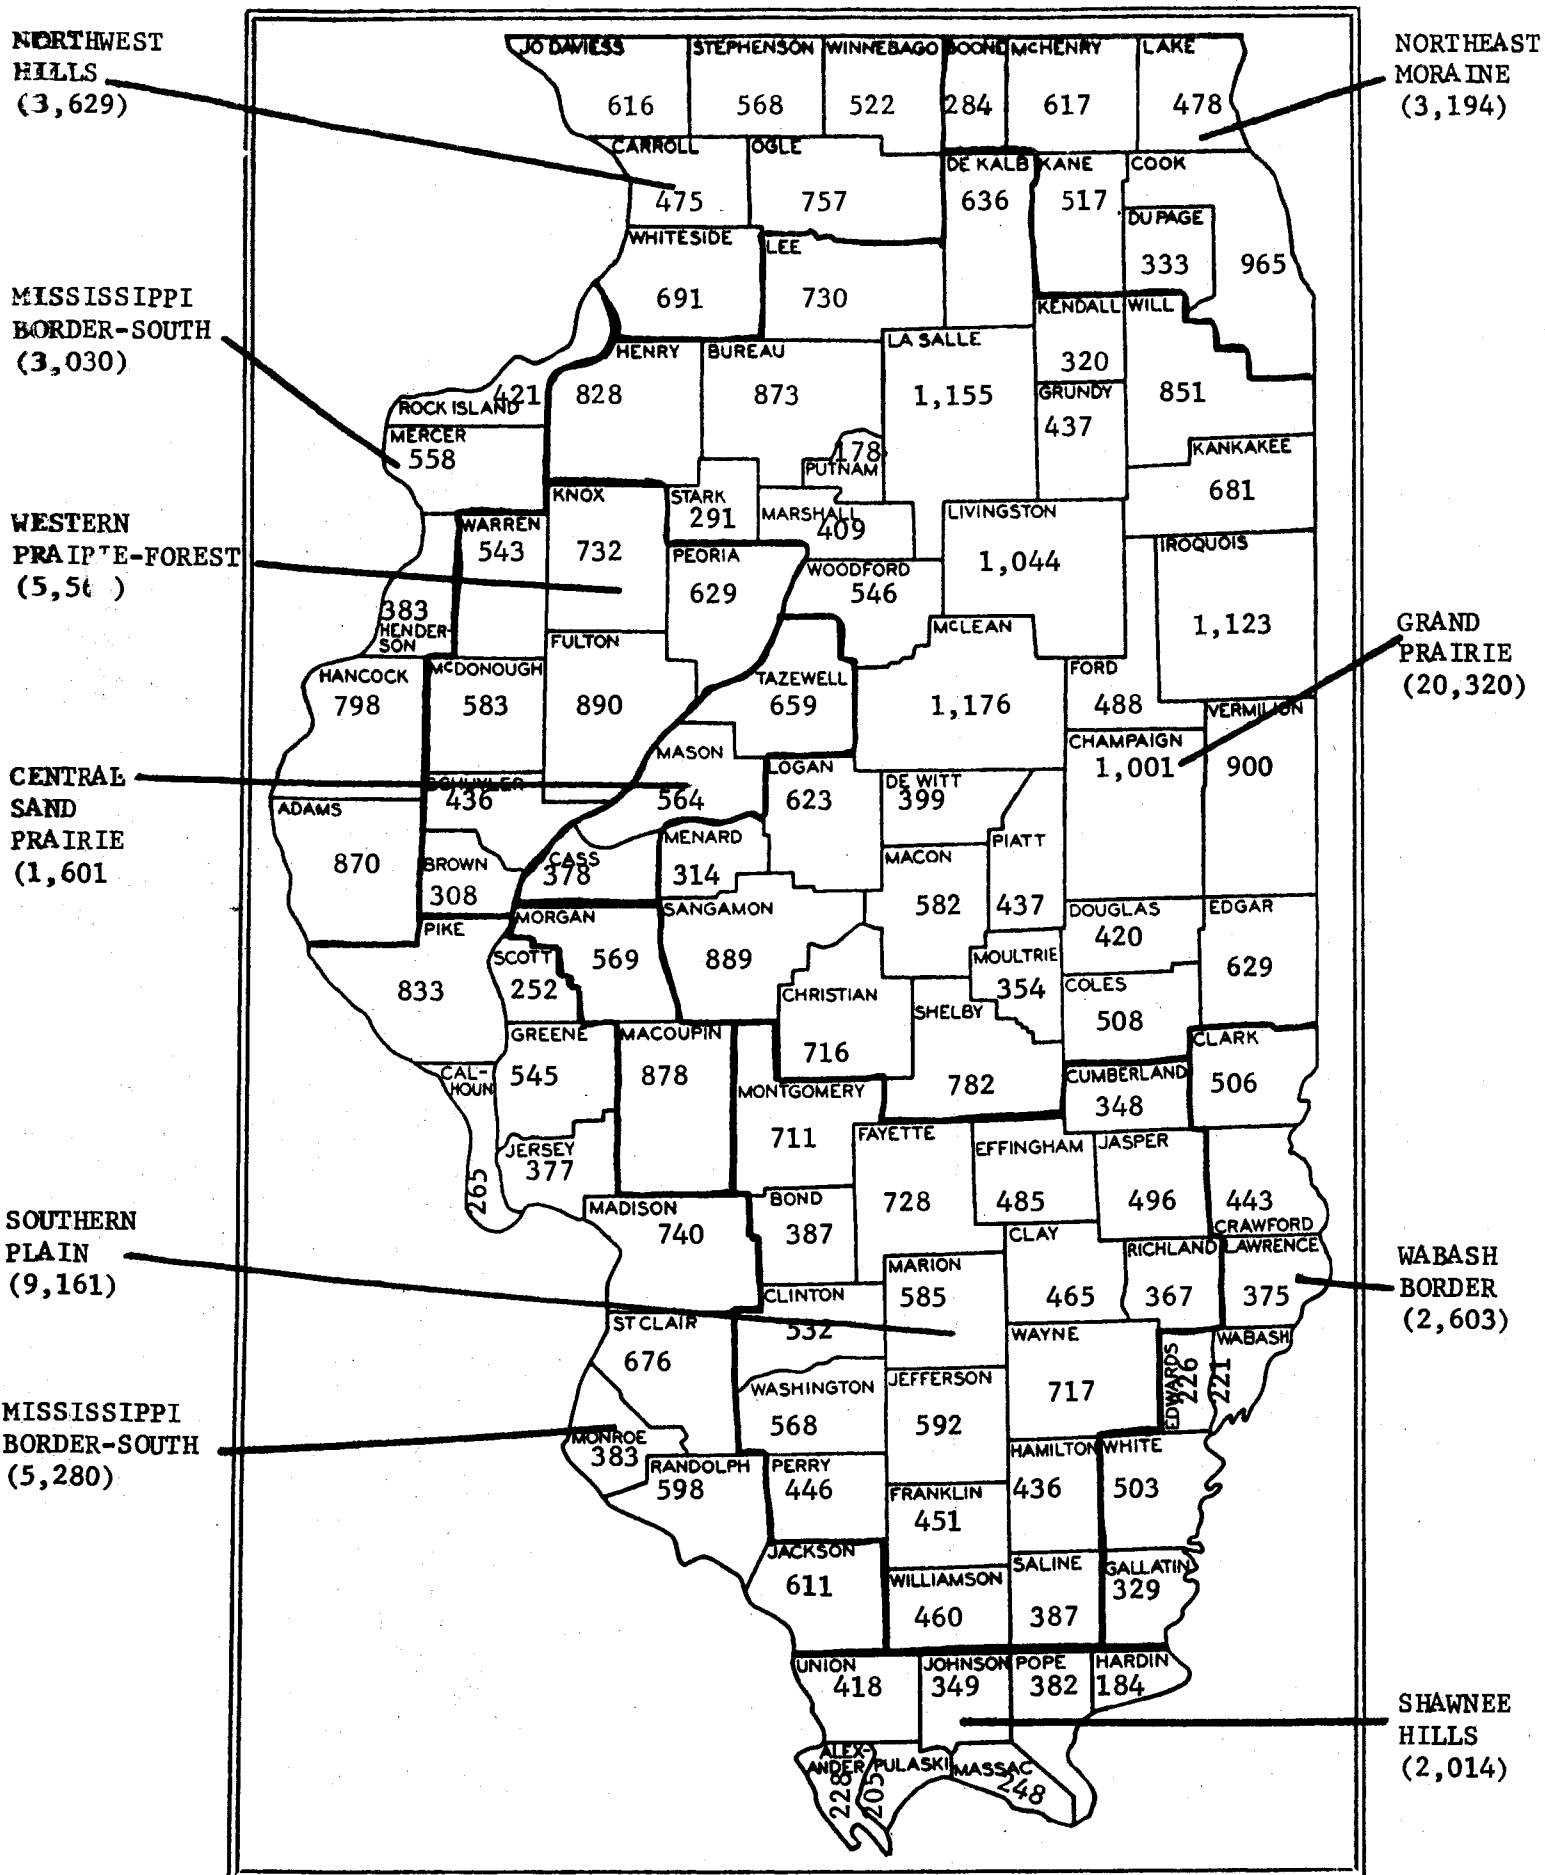 NORTHWEST
HILLS
(3,629)
NORTHEAST
MORAINE
(3,194)
MISSISSIPPI
BORDER-SOUTH
(3,030)
WESTERN
PRAIRIE-FOREST
CENTRAL
SAND
PRAIRIE
(1,601
GRAND
PRAIRIE
(20,320)
SOUTHERN
PLAIN
(9,161)
WABASH
BORDER
(2,603)
MISSISSIPPI
BORDER-SOUTH
(5,280)
SHAWNEE
HILLS
(2,014)
JO DAVIESS
616
STEPHENSON
568
WINNEBAGO
522
BOONE
284
McHENRY
617
LAKE
478
CARROLL
475
OGLE
757
DE KALB
636
KANE
517
COOK
965
DU PAGE
333
WHITESIDE
691
LEE
730
KENDALL
320
WILL
851
ROCK ISLAND
421
HENRY
828
BUREAU
873
LA SALLE
1,155
GRUNDY
437
MERCER
558
178
PUTNAM
KANKAKEE
681
KNOX
732
STARK
291
MARSHALL
409
LIVINGSTON
1,044
WARREN
543
PEORIA
629
WOODFORD
546
IROQUOIS
1,123
383
HENDER-
SON
HANCOCK
798
McDONOUGH
583
FULTON
890
TAZEWELL
659
McLEAN
1,176
FORD
488
VERMILION
900
CHAMPAIGN
1,001
MASON
564
LOGAN
623
DE WITT
399
SCHUYLER
436
ADAMS
870
BROWN
308
CASS
378
MENARD
314
MACON
582
PIATT
437
PIKE
833
MORGAN
569
SANGAMON
889
DOUGLAS
420
EDGAR
629
SCOTT
252
MOULTRIE
354
COLES
508
CHRISTIAN
716
SHELBY
782
GREENE
545
MACOUPIN
878
CLARK
506
CAL-
HOUN
265
MONTGOMERY
711
CUMBERLAND
348
JERSEY
377
FAYETTE
728
EFFINGHAM
485
JASPER
496
443
CRAWFORD
MADISON
740
BOND
387
CLAY
465
RICHLAND
367
LAWRENCE
375
MARION
585
CLINTON
532
ST CLAIR
676
WAYNE
717
EDWARDS
226
WABASH
221
WASHINGTON
568
JEFFERSON
592
MONROE
383
RANDOLPH
598
PERRY
446
HAMILTON
436
WHITE
503
FRANKLIN
451
JACKSON
611
WILLIAMSON
460
SALINE
387
GALLATIN
329
UNION
418
JOHNSON
349
POPE
382
HARDIN
184
ALEX-
ANDER
228
PULASKI
205
MASSAC
248